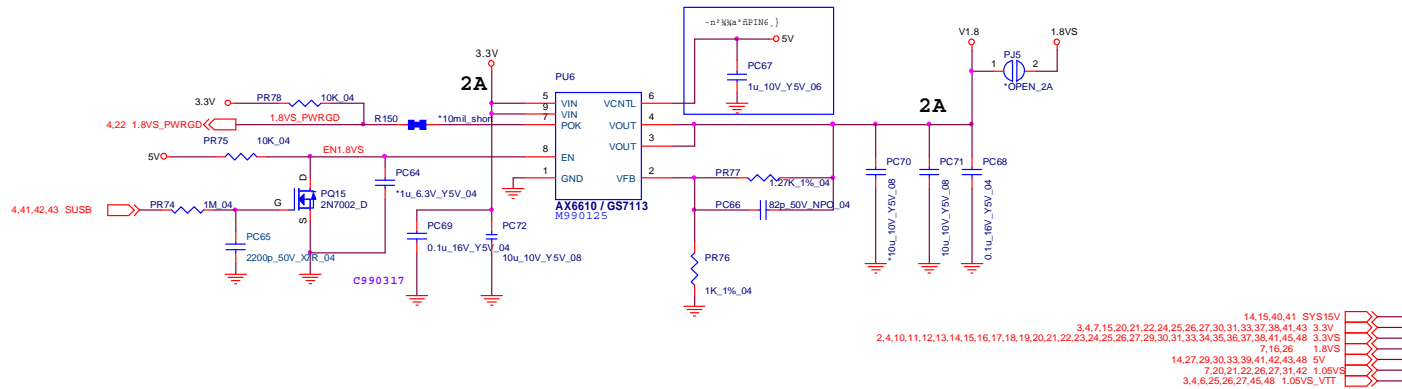 -n²¾¾a°ñPIN6,}
5V
PC67
1u_10V_Y5V_06
V1.8
1.8VS
PJ5
1 2
*OPEN_2A
3.3V
2A
PU6
5 VIN
9 VIN
7 POK
8 EN
1 GND
VCNTL 6
VOUT 4
VOUT 3
VFB 2
AX6610 / GS7113
M990125
3.3V
PR78 10K_04
4,22 1.8VS_PWRGD
1.8VS_PWRGD
R150 *10mil_short
PR75 10K_04
5V
EN1.8VS
D
G
S
PQ15
2N7002_D
PC64
*1u_6.3V_Y5V_04
4,41,42,43 SUSB
PR74 1M_04
PC65
2200p_50V_X7R_04
PC69
0.1u_16V_Y5V_04
PC72
10u_10V_Y5V_08
C990317
PR77
1.27K_1%_04
PC66 82p_50V_NPO_04
PR76
1K_1%_04
2A
PC70
*10u_10V_Y5V_08
PC71
10u_10V_Y5V_08
PC68
0.1u_16V_Y5V_04
14,15,40,41 SYS15V
3,4,7,15,20,21,22,24,25,26,27,30,31,33,37,38,41,43 3.3V
2,4,10,11,12,13,14,15,16,17,18,19,20,21,22,23,24,25,26,27,29,30,31,33,34,35,36,37,38,41,45,48 3.3VS
7,16,26 1.8VS
14,27,29,30,33,39,41,42,43,48 5V
7,20,21,22,26,27,31,42 1.05VS
3,4,6,25,26,27,45,48 1.05VS_VTT